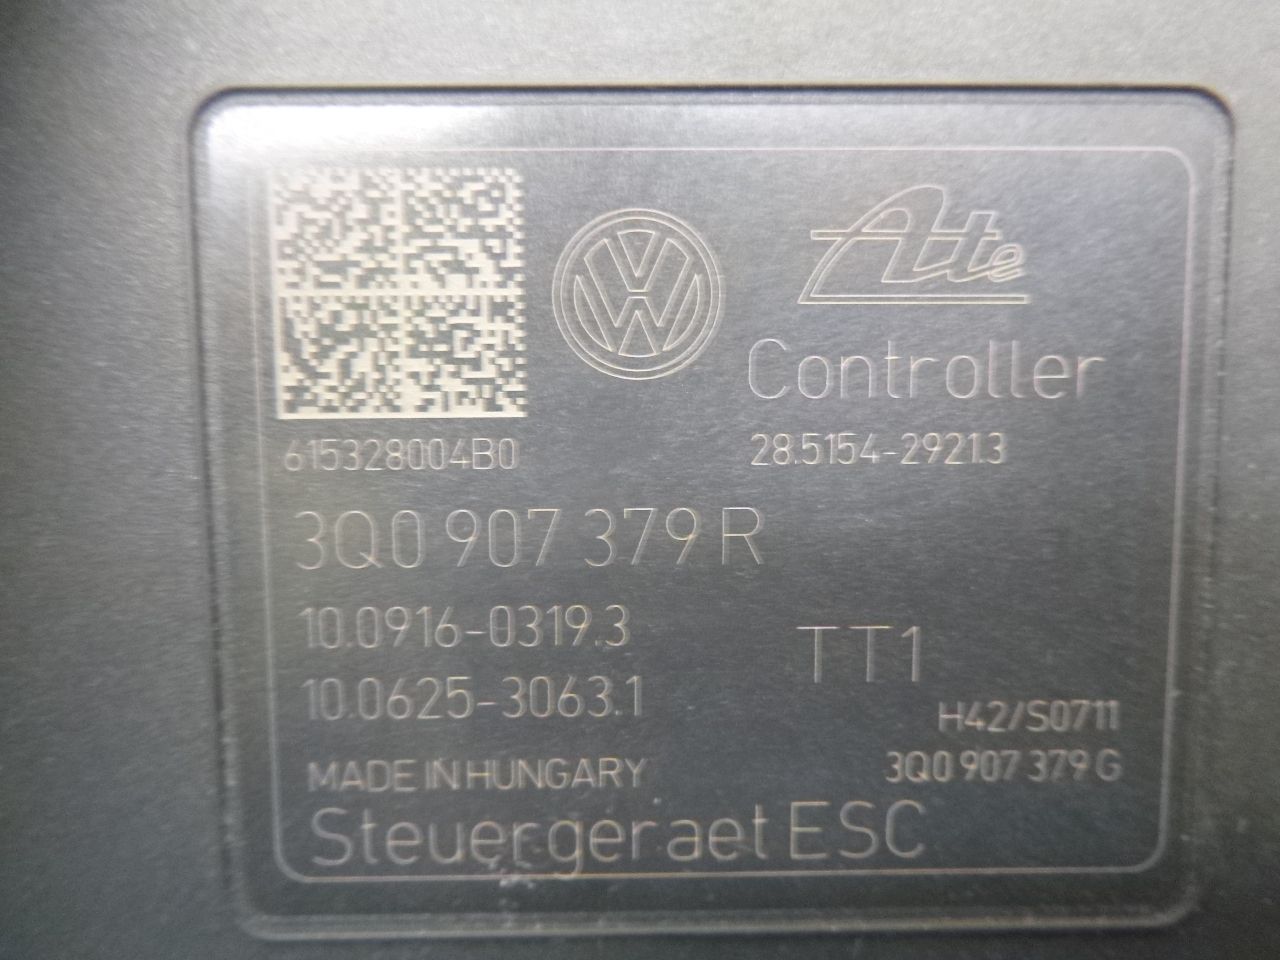 VW
Ate
Controller
615328004B0
28.5154-2921.3
3Q0 907 379 R
10.0916-0319.3
TT1
10.0625-3063.1
H42/S0711
MADE IN HUNGARY
3Q0 907 379 G
Steuergeraet ESC